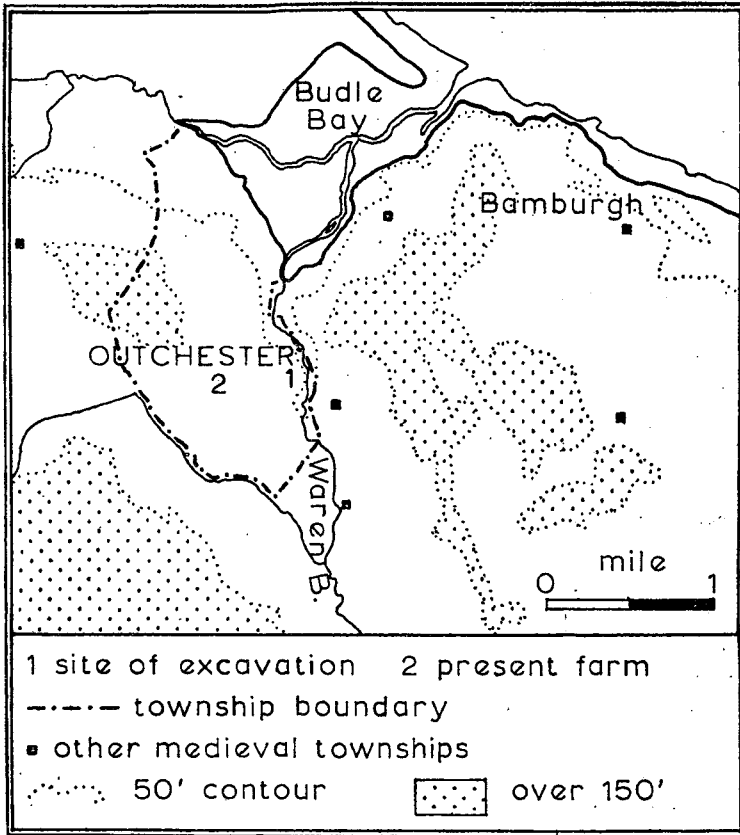 Budle
Bay
Bamburgh
OUTCHESTER
1
2
Waren B.
mile
0 1
1 site of excavation 2 present farm
township boundary
other medieval townships
50' contour over 150'